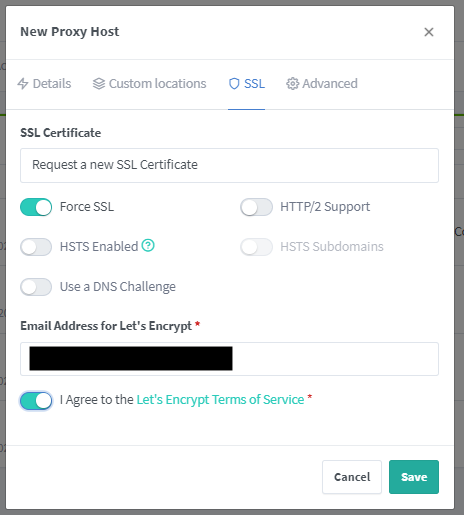 New Proxy Host
Details Custom locations SSL Advanced
SSL Certificate
Request a new SSL Certificate
Force SSL HTTP/2 Support
HSTS Enabled HSTS Subdomains
Use a DNS Challenge
Email Address for Let's Encrypt *
I Agree to the Let's Encrypt Terms of Service *
Cancel Save